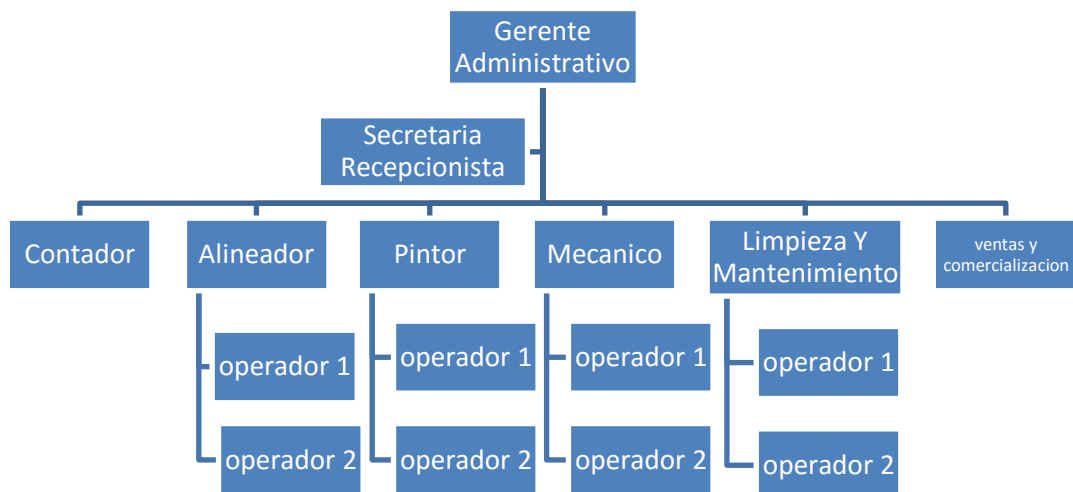 Gerente
Administrativo
Secretaria
Recepcionista
Contador
Alineador
Pintor
Mecanico
Limpieza Y
Mantenimiento
ventas y
comercializacion
operador 1
operador 1
operador 1
operador 1
operador 2
operador 2
operador 2
operador 2